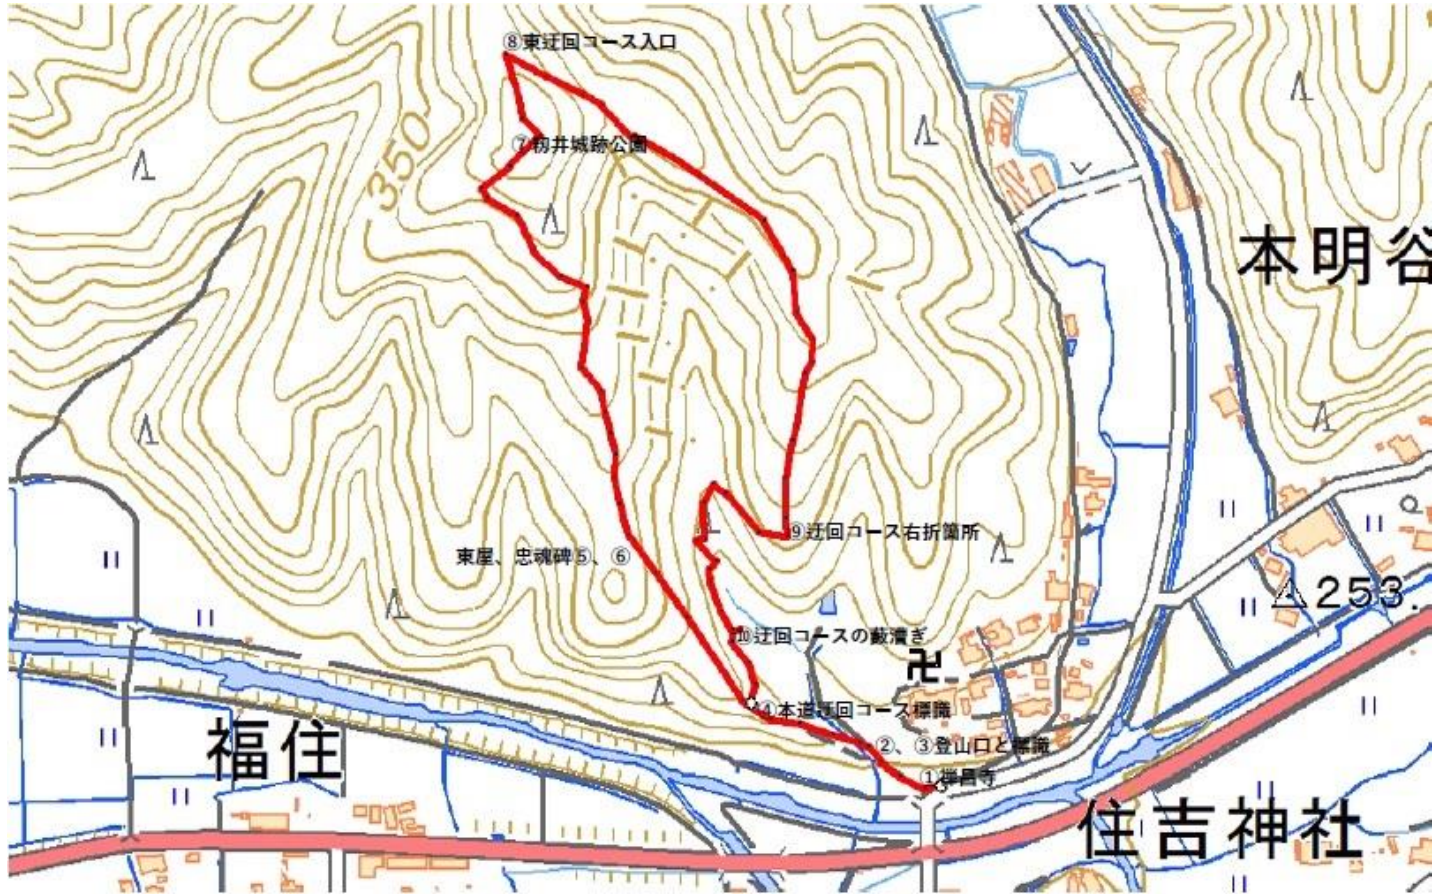 ⑧東迂回コース入口
⑦籾井城跡公園
350
本明谷
⑨迂回コース右折箇所
東屋、忠魂碑⑤、⑥
253.
⑩迂回コースの藪漕ぎ
卍
④本道迂回コース標識
福住
②、③登山口と標識
①禅昌寺
住吉神社